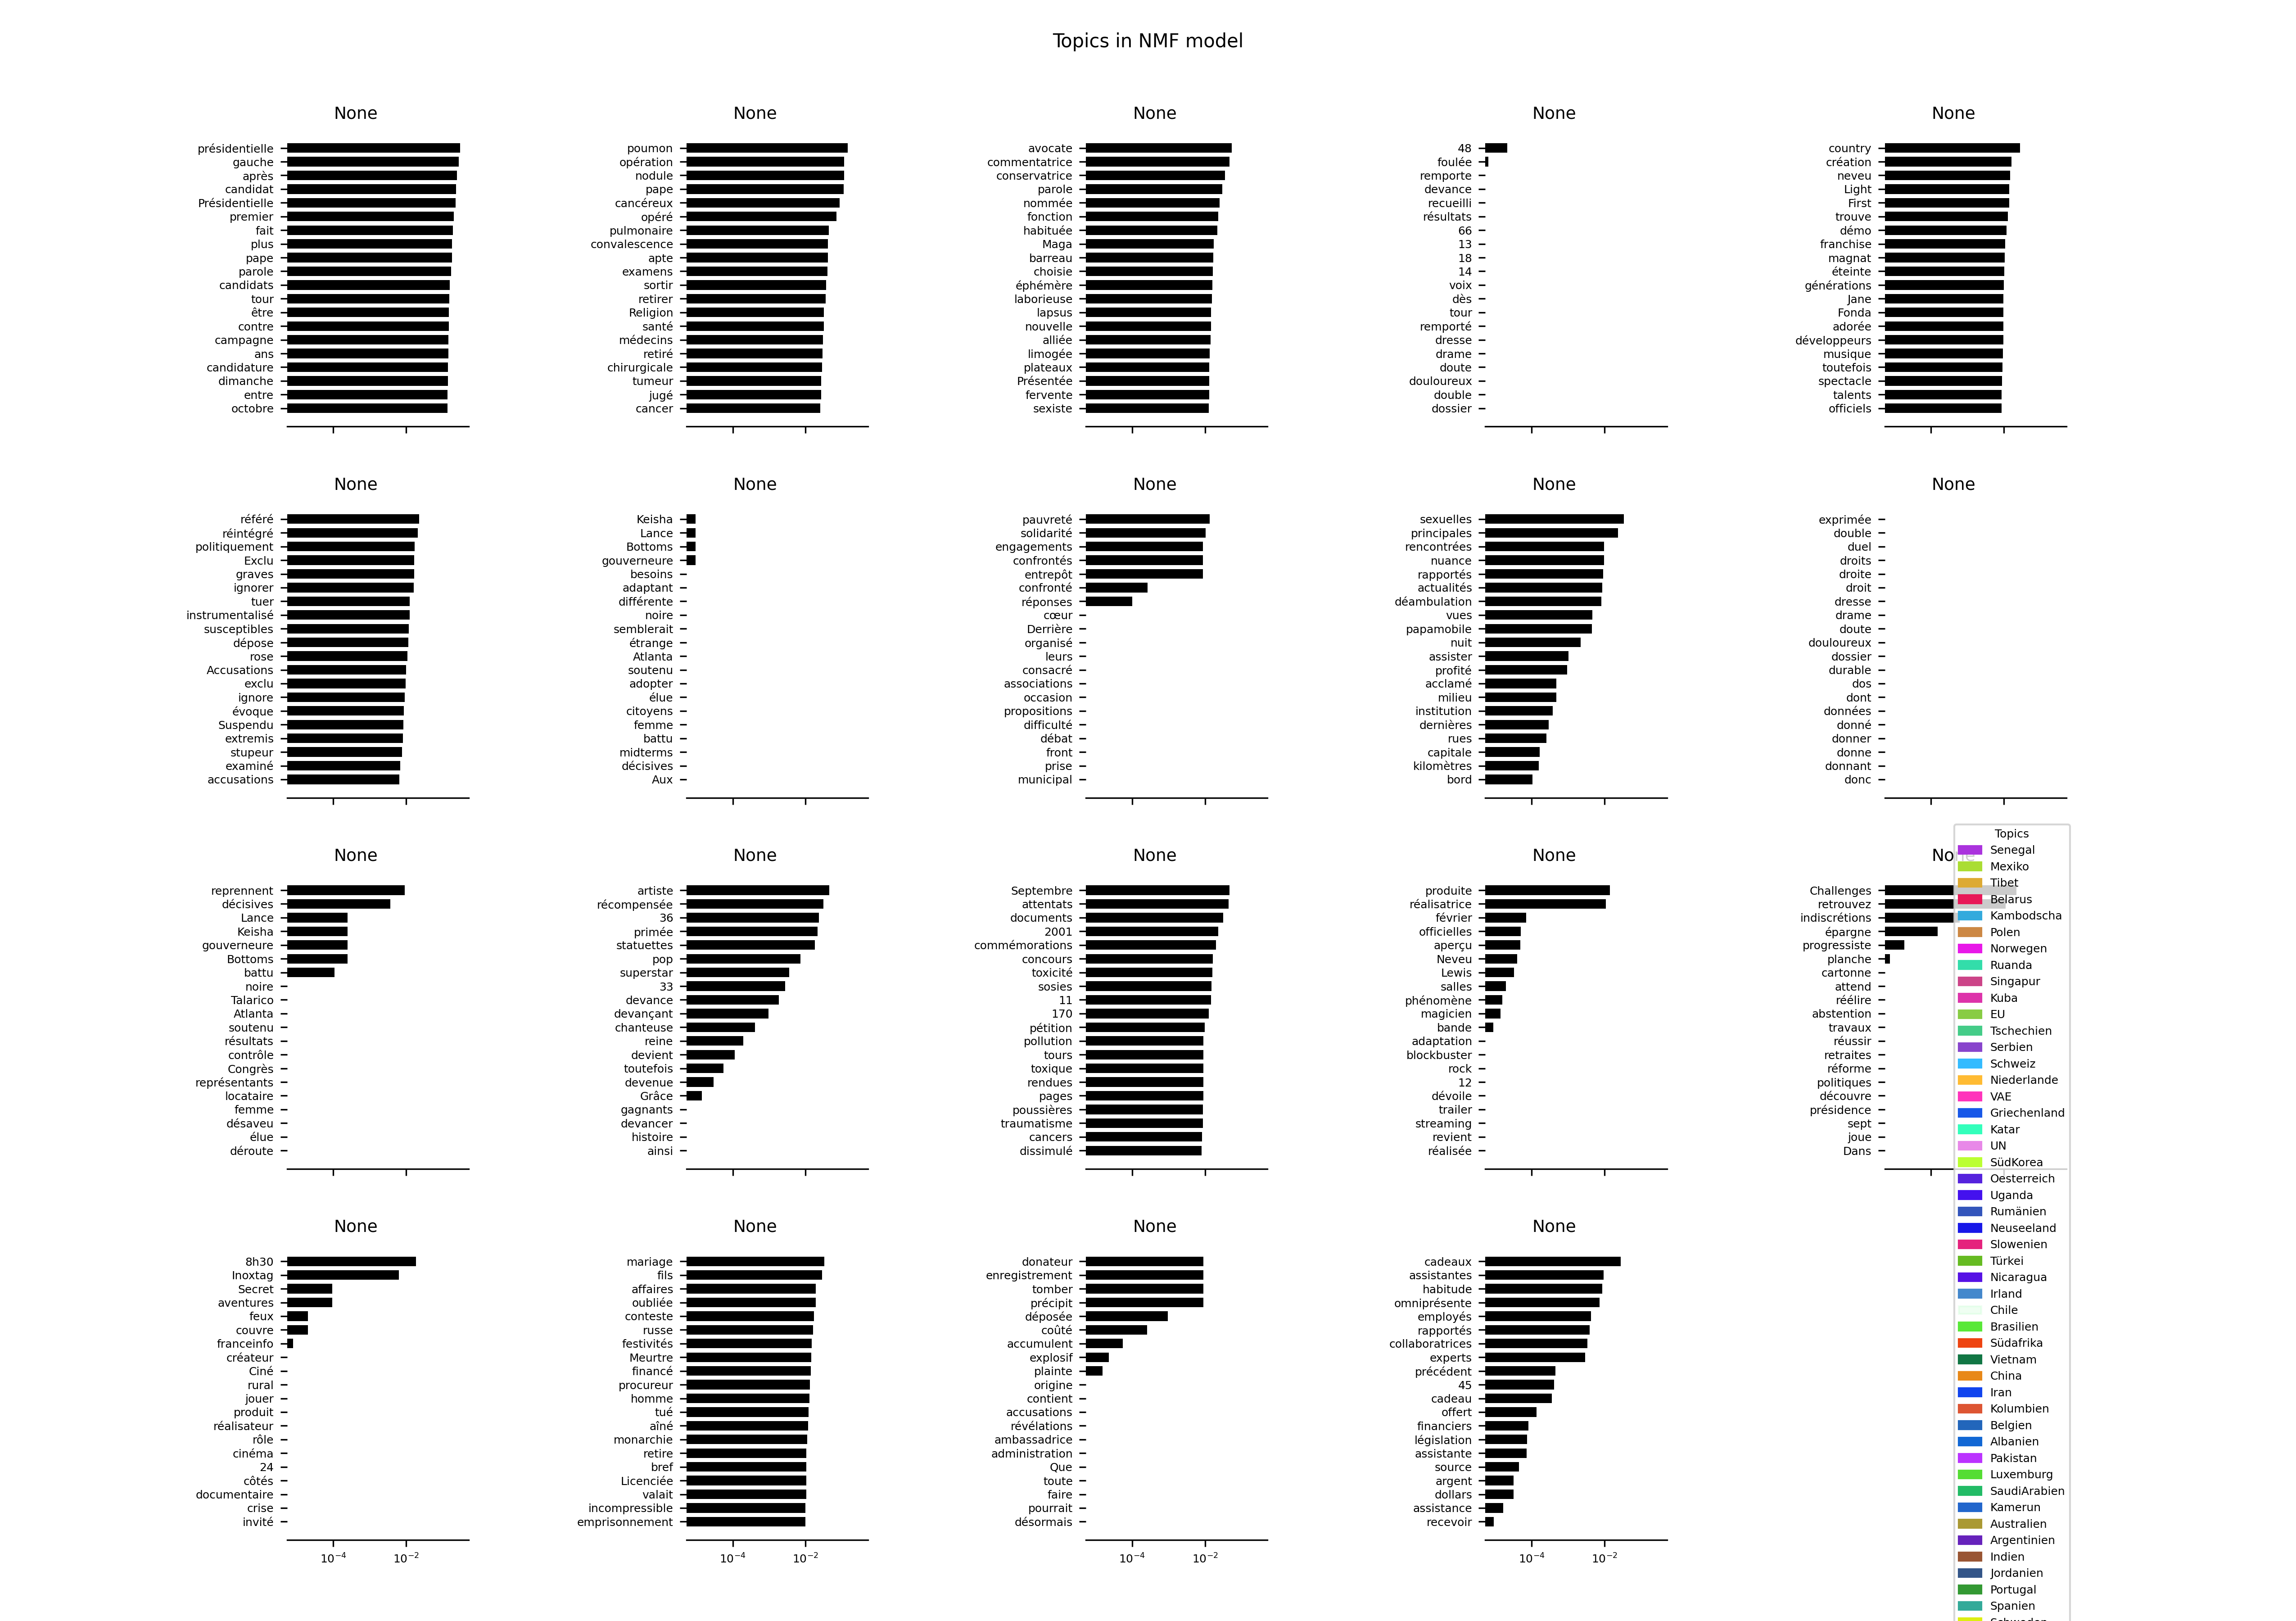 Topics in NMF model
None
présidentielle
gauche
après
candidat
Présidentielle
premier
fait
plus
pape
parole
candidats
tour
être
contre
campagne
ans
candidature
dimanche
entre
octobre
None
poumon
opération
nodule
pape
cancéreux
opéré
pulmonaire
convalescence
apte
examens
sortir
retirer
Religion
santé
médecins
retiré
chirurgicale
tumeur
jugé
cancer
None
avocate
commentatrice
conservatrice
parole
nommée
fonction
habituée
Maga
barreau
choisie
éphémère
laborieuse
lapsus
nouvelle
alliée
limogée
plateaux
Présentée
fervente
sexiste
None
48
foulée
remporte
devance
recueilli
résultats
66
13
18
14
voix
dès
tour
remporté
dresse
drame
doute
douloureux
double
dossier
None
country
création
neveu
Light
First
trouve
démo
franchise
magnat
éteinte
générations
Jane
Fonda
adorée
développeurs
musique
toutefois
spectacle
talents
officiels
None
référé
réintégré
politiquement
Exclu
graves
ignorer
tuer
instrumentalisé
susceptibles
dépose
rose
Accusations
exclu
ignore
évoque
Suspendu
extremis
stupeur
examiné
accusations
None
Keisha
Lance
Bottoms
gouverneure
besoins
adaptant
différente
noire
semblerait
étrange
Atlanta
soutenu
adopter
élue
citoyens
femme
battu
midterms
décisives
Aux
None
pauvreté
solidarité
engagements
confrontés
entrepôt
confronté
réponses
cœur
Derrière
organisé
leurs
consacré
associations
occasion
propositions
difficulté
débat
front
prise
municipal
None
sexuelles
principales
rencontrées
nuance
rapportés
actualités
déambulation
vues
papamobile
nuit
assister
profité
acclamé
milieu
institution
dernières
rues
capitale
kilomètres
bord
None
exprimée
double
duel
droits
droite
droit
dresse
drame
doute
douloureux
dossier
durable
dos
dont
données
donné
donner
donne
donnant
donc
None
reprennent
décisives
Lance
Keisha
gouverneure
Bottoms
battu
noire
Talarico
Atlanta
soutenu
résultats
contrôle
Congrès
représentants
locataire
femme
désaveu
élue
déroute
None
artiste
récompensée
36
primée
statuettes
pop
superstar
33
devance
devançant
chanteuse
reine
devient
toutefois
devenue
Grâce
gagnants
devancer
histoire
ainsi
None
Septembre
attentats
documents
2001
commémorations
concours
toxicité
sosies
11
170
pétition
pollution
tours
toxique
rendues
pages
poussières
traumatisme
cancers
dissimulé
None
produite
réalisatrice
février
officielles
aperçu
Neveu
Lewis
salles
phénomène
magicien
bande
adaptation
blockbuster
rock
12
dévoile
trailer
streaming
revient
réalisée
None
Challenges
retrouvez
indiscrétions
épargne
progressiste
planche
cartonne
attend
réélire
abstention
travaux
réussir
retraites
réforme
politiques
découvre
présidence
sept
joue
Dans
None
8h30
Inoxtag
Secret
aventures
feux
couvre
franceinfo
créateur
Ciné
rural
jouer
produit
réalisateur
rôle
cinéma
24
côtés
documentaire
crise
invité
10⁻⁴ 10⁻²
None
mariage
fils
affaires
oubliée
conteste
russe
festivités
Meurtre
financé
procureur
homme
tué
aîné
monarchie
retire
bref
Licenciée
valait
incompressible
emprisonnement
10⁻⁴ 10⁻²
None
donateur
enregistrement
tomber
précipit
déposée
coûté
accumulent
explosif
plainte
origine
contient
accusations
révélations
ambassadrice
administration
Que
toute
faire
pourrait
désormais
10⁻⁴ 10⁻²
None
cadeaux
assistantes
habitude
omniprésente
employés
rapportés
collaboratrices
experts
précédent
45
cadeau
offert
financiers
législation
assistante
source
argent
dollars
assistance
recevoir
10⁻⁴ 10⁻²
Topics
Senegal
Mexiko
Tibet
Belarus
Kambodscha
Polen
Norwegen
Ruanda
Singapur
Kuba
EU
Tschechien
Serbien
Schweiz
Niederlande
VAE
Griechenland
Katar
UN
SüdKorea
Oesterreich
Uganda
Rumänien
Neuseeland
Slowenien
Türkei
Nicaragua
Irland
Chile
Brasilien
Südafrika
Vietnam
China
Iran
Kolumbien
Belgien
Albanien
Pakistan
Luxemburg
SaudiArabien
Kamerun
Australien
Argentinien
Indien
Jordanien
Portugal
Spanien